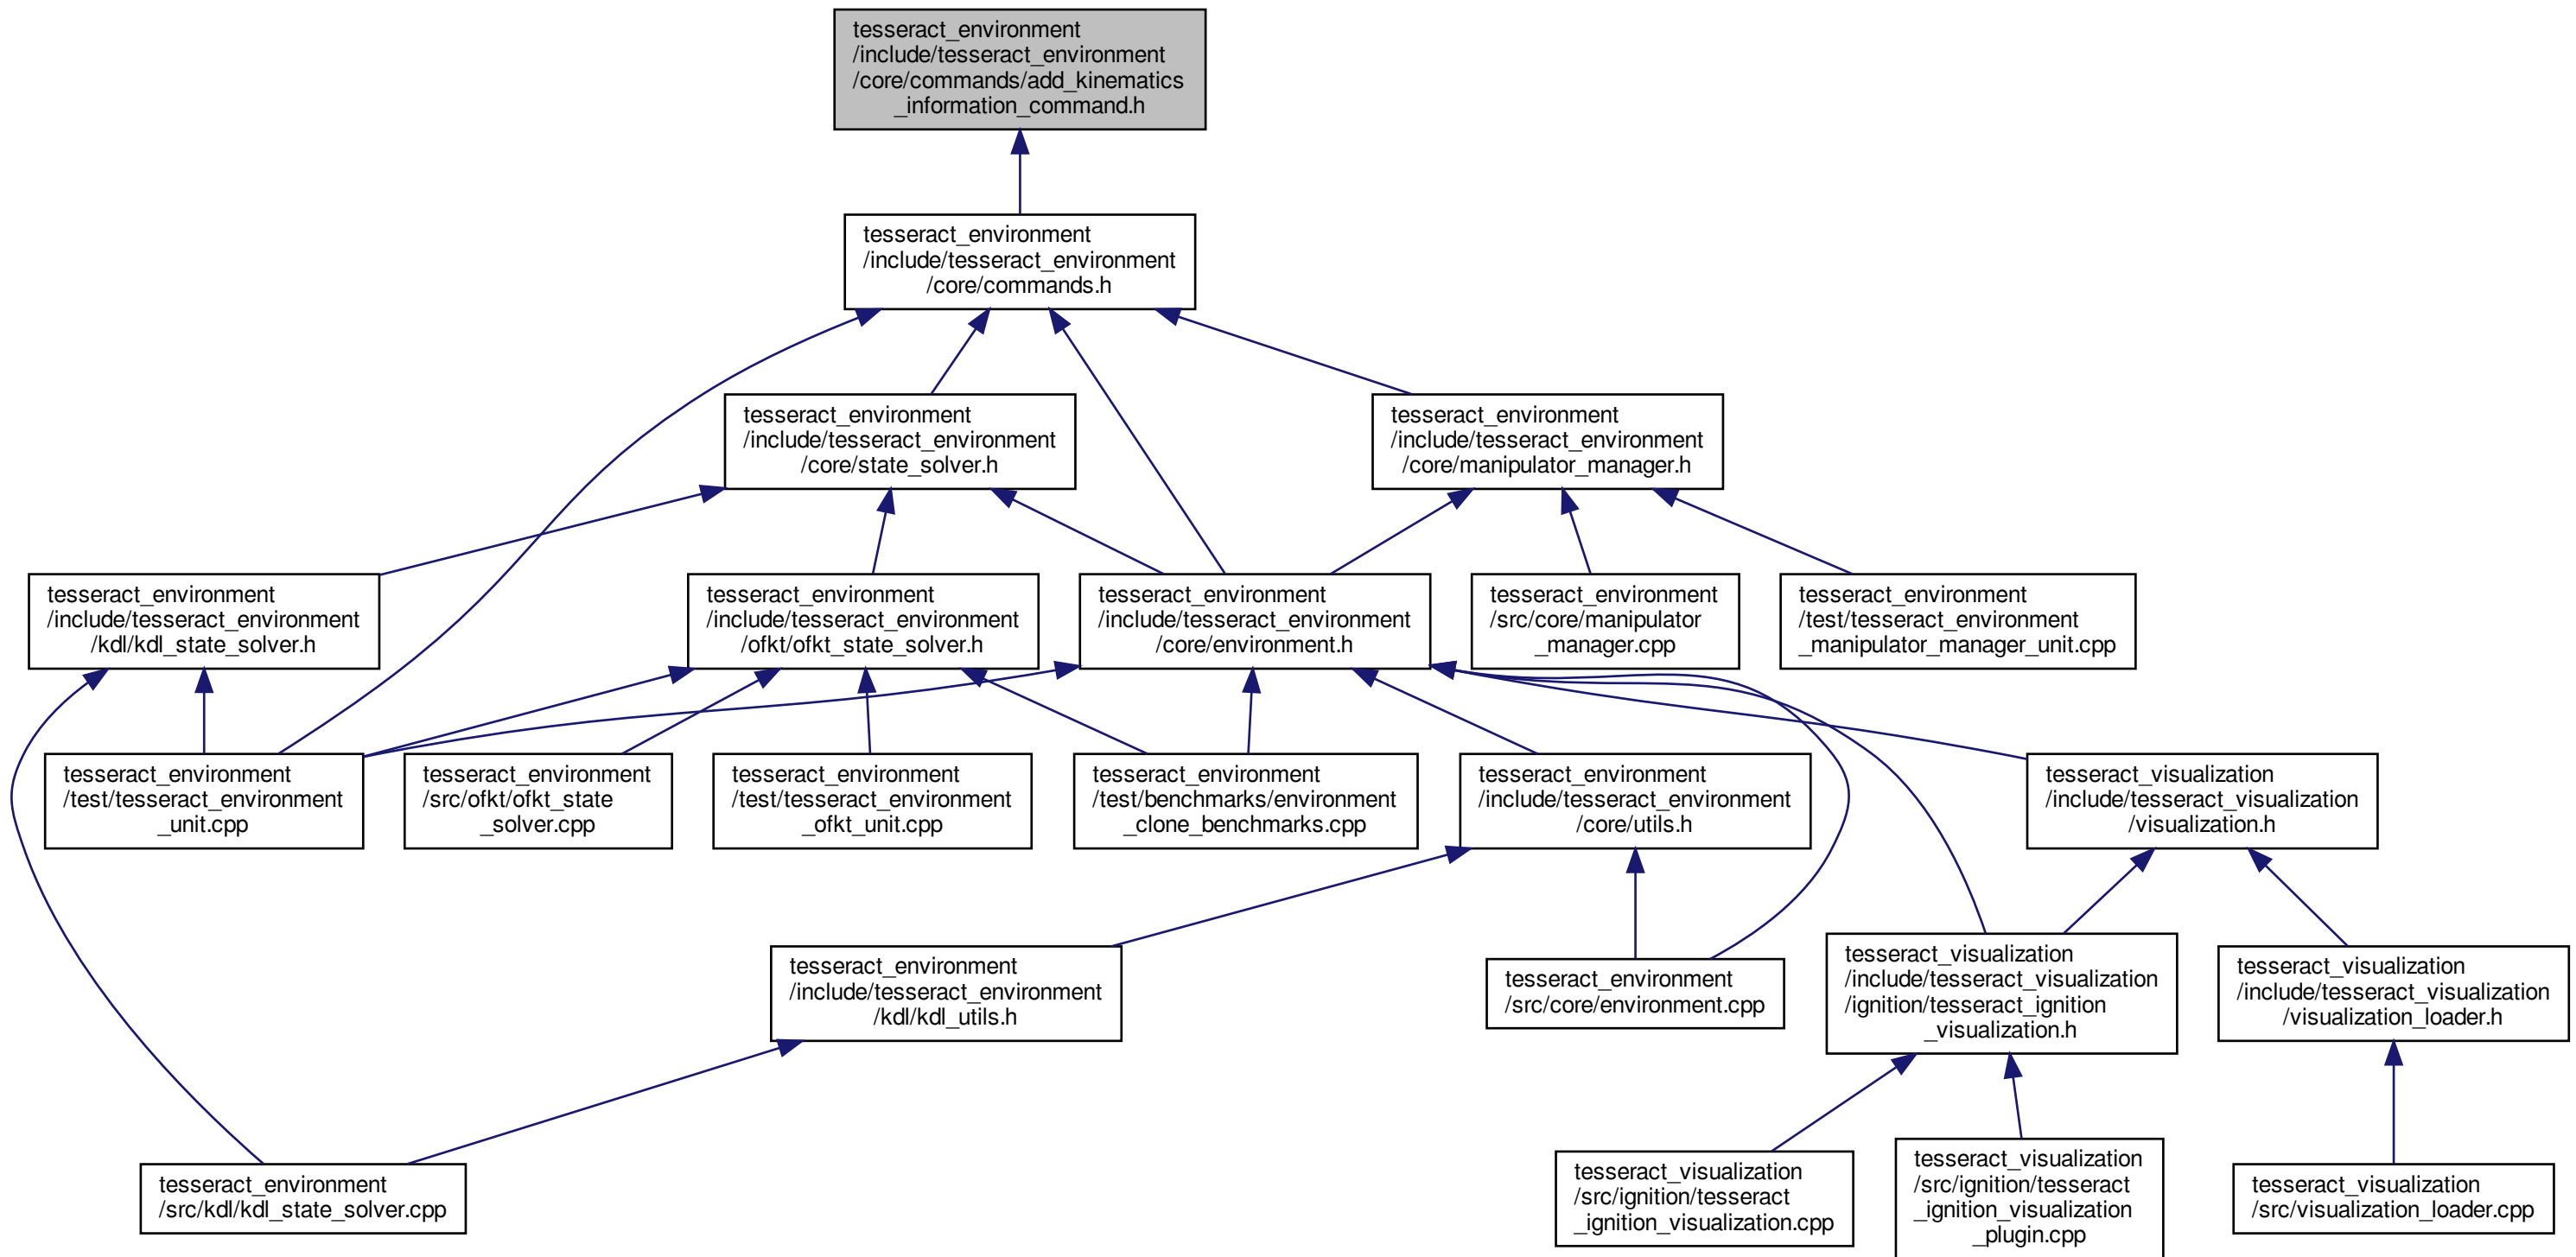 tesseract_environment
/include/tesseract_environment
/core/commands/add_kinematics
_information_command.h
tesseract_environment
/include/tesseract_environment
/core/commands.h
tesseract_environment
/include/tesseract_environment
/core/state_solver.h
tesseract_environment
/include/tesseract_environment
/core/manipulator_manager.h
tesseract_environment
/include/tesseract_environment
/kdl/kdl_state_solver.h
tesseract_environment
/include/tesseract_environment
/ofkt/ofkt_state_solver.h
tesseract_environment
/include/tesseract_environment
/core/environment.h
tesseract_environment
/src/core/manipulator
_manager.cpp
tesseract_environment
/test/tesseract_environment
_manipulator_manager_unit.cpp
tesseract_environment
/test/tesseract_environment
_unit.cpp
tesseract_environment
/src/ofkt/ofkt_state
_solver.cpp
tesseract_environment
/test/tesseract_environment
_ofkt_unit.cpp
tesseract_environment
/test/benchmarks/environment
_clone_benchmarks.cpp
tesseract_environment
/include/tesseract_environment
/core/utils.h
tesseract_visualization
/include/tesseract_visualization
/visualization.h
tesseract_environment
/include/tesseract_environment
/kdl/kdl_utils.h
tesseract_environment
/src/core/environment.cpp
tesseract_visualization
/include/tesseract_visualization
/ignition/tesseract_ignition
_visualization.h
tesseract_visualization
/include/tesseract_visualization
/visualization_loader.h
tesseract_environment
/src/kdl/kdl_state_solver.cpp
tesseract_visualization
/src/ignition/tesseract
_ignition_visualization.cpp
tesseract_visualization
/src/ignition/tesseract
_ignition_visualization
_plugin.cpp
tesseract_visualization
/src/visualization_loader.cpp